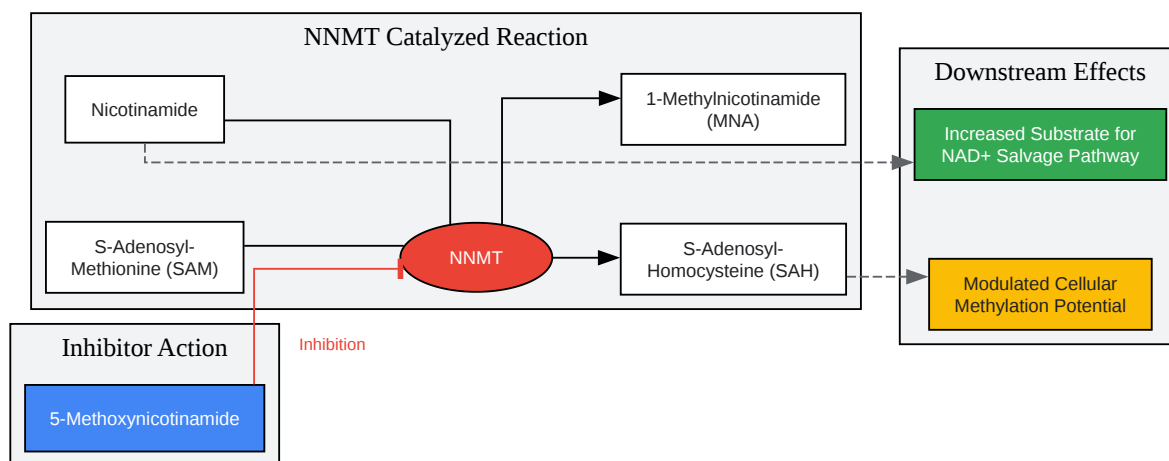 NNMT Catalyzed Reaction
Nicotinamide
1-Methylnicotinamide
(MNA)
S-Adenosyl-
Methionine (SAM)
NNMT
S-Adenosyl-
Homocysteine (SAH)
Downstream Effects
Increased Substrate for
NAD+ Salvage Pathway
Modulated Cellular
Methylation Potential
Inhibitor Action
Inhibition
5-Methoxynicotinamide